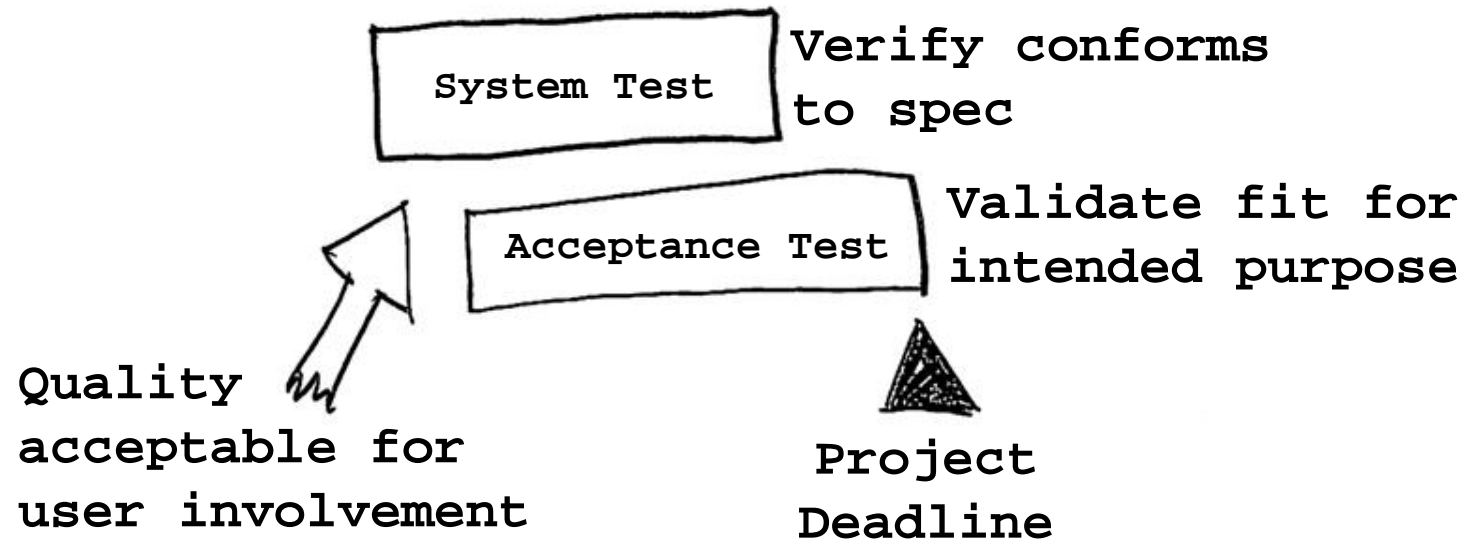 System Test
Verify conforms
to spec
Acceptance Test
Validate fit for
intended purpose
Quality
acceptable for
user involvement
Project
Deadline